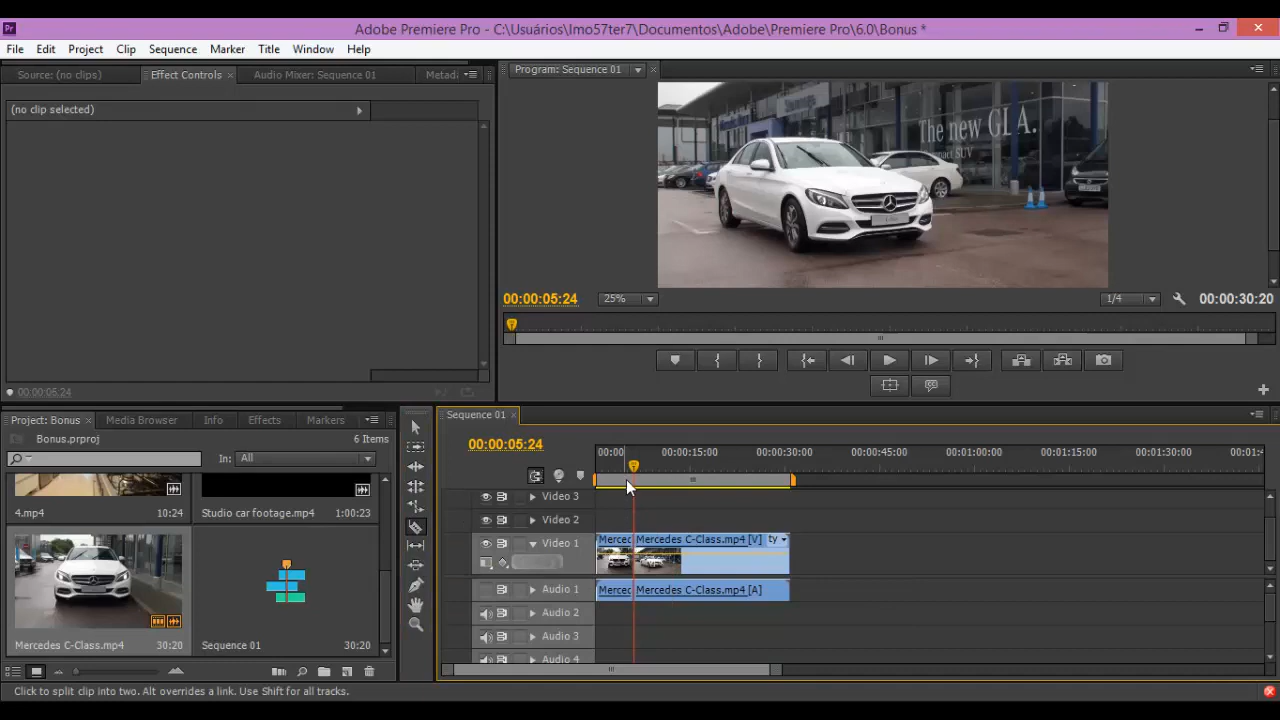 Adobe Premiere Pro - C:\Usuários\Imo57ter7\Documentos\Adobe\Premiere Pro\6.0\Bonus *
File Edit Project Clip Sequence Marker Title Window Help
Source: (no clips) Effect Controls Audio Mixer: Sequence 01 Metad
Program: Sequence 01
(no clip selected)
The new GLA.
00:00:05:24 25% 1/4 00:00:30:20
00:00:05:24
Project: Bonus Media Browser Info Effects Markers
Bonus.prproj 6 Items
In: All
4.mp4 10:24 Studio car footage.mp4 1:00:23
Mercedes C-Class.mp4 30:20 Sequence 01 30:20
Sequence 01
00:00:05:24
00:00 00:00:15:00 00:00:30:00 00:00:45:00 00:01:00:00 00:01:15:00 00:01:30:00 00:01:4
Video 3
Video 2
Video 1 Merced Mercedes C-Class.mp4 [V] ty
Audio 1 Merced Mercedes C-Class.mp4 [A]
Audio 2
Audio 3
Audio 4
Click to split clip into two. Alt overrides a link. Use Shift for all tracks.